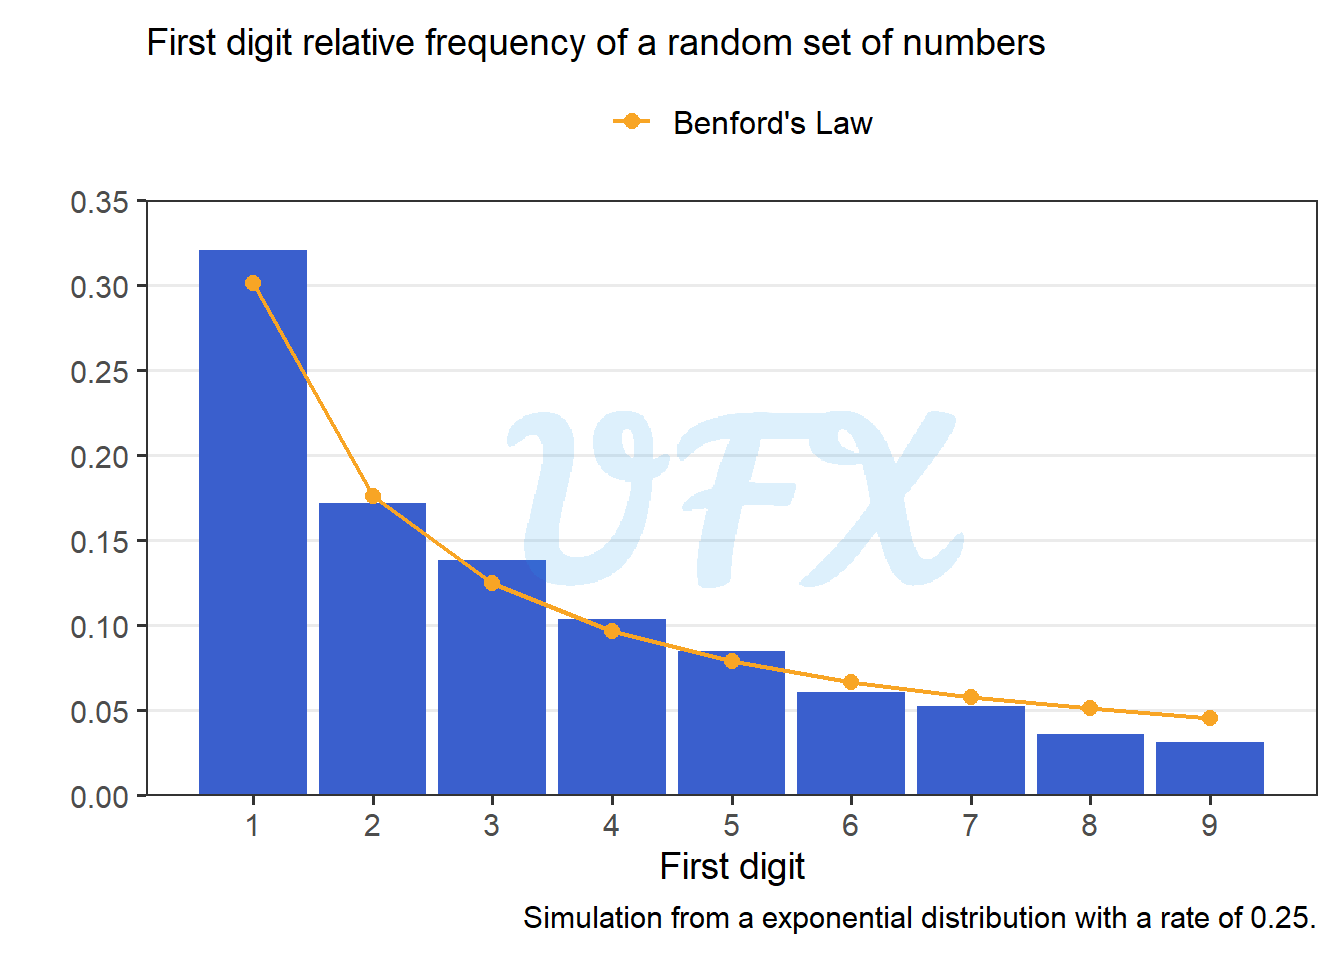 First digit relative frequency of a random set of numbers
Benford's Law
0.35
0.30
0.25
0.20
0.15
0.10
0.05
0.00
VFX
1 2 3 4 5 6 7 8 9
First digit
Simulation from a exponential distribution with a rate of 0.25.